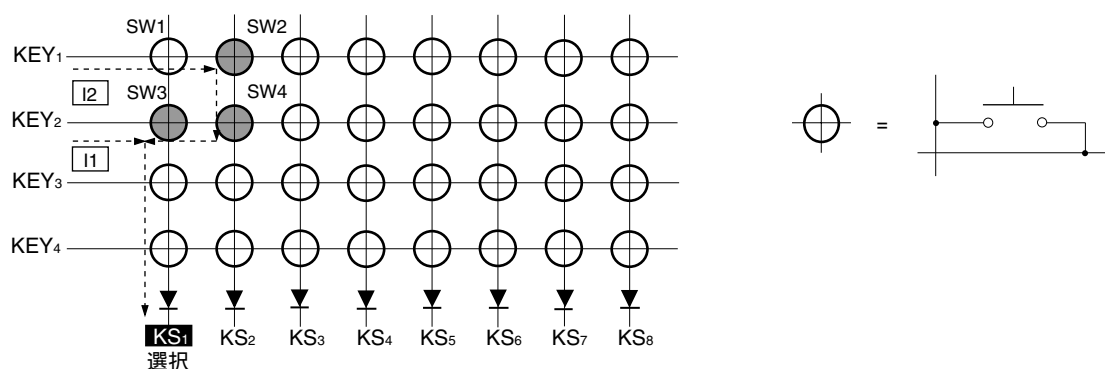 SW1 SW2
KEY1
I2 SW3 SW4
KEY2
I1
KEY3
KEY4
KS1 KS2 KS3 KS4 KS5 KS6 KS7 KS8
選択
=